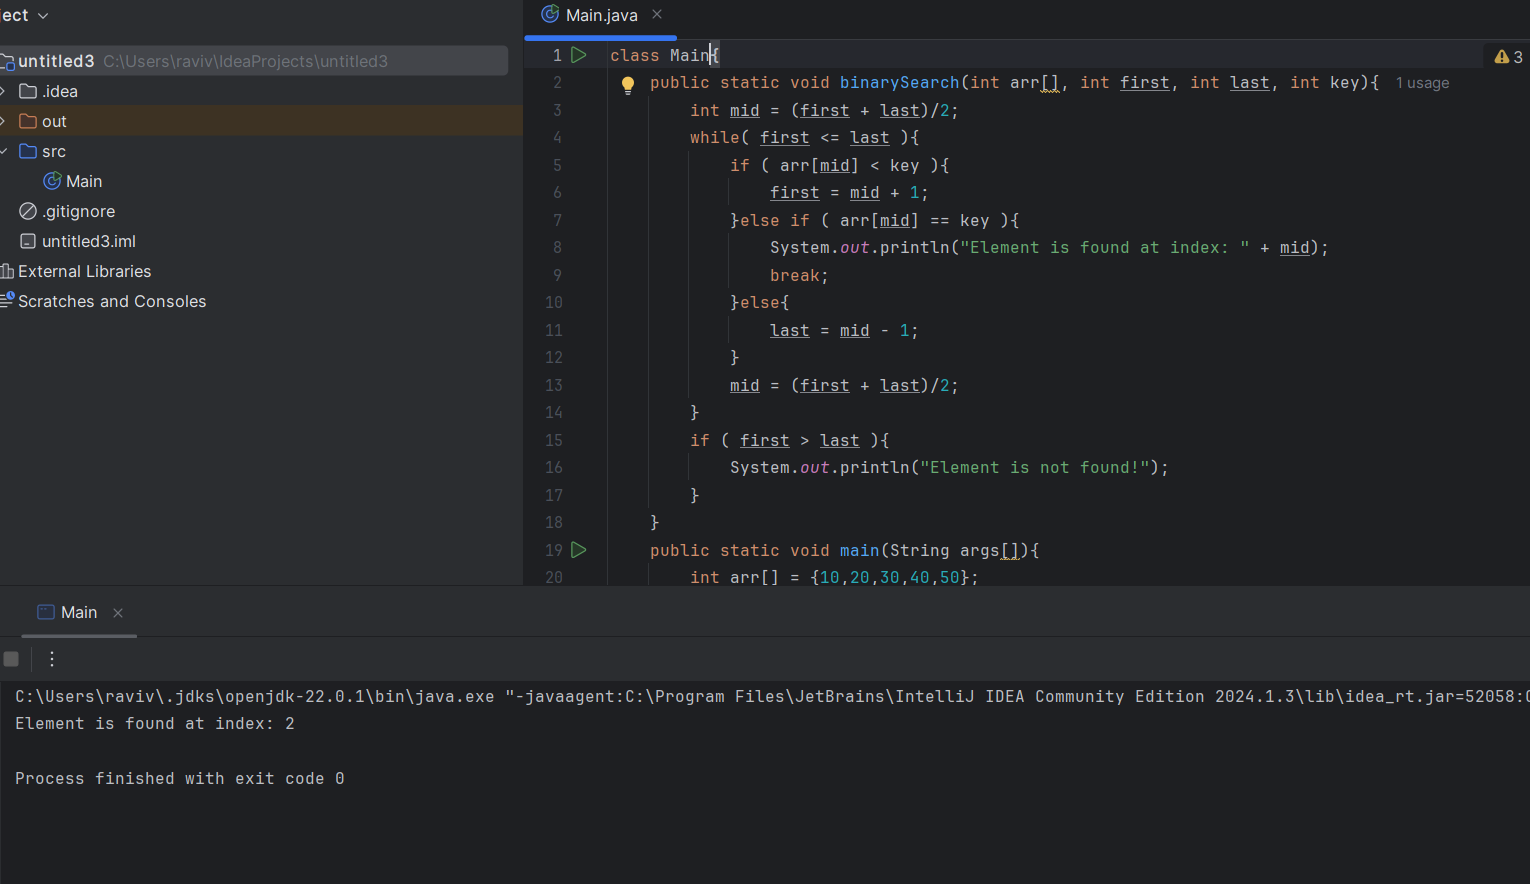 ject
untitled3 C:\Users\raviv\IdeaProjects\untitled3
.idea
out
src
Main
.gitignore
untitled3.iml
External Libraries
Scratches and Consoles
Main.java
3
1 class Main{
2 public static void binarySearch(int arr[], int first, int last, int key){ 1 usage
3 int mid = (first + last)/2;
4 while( first <= last ){
5 if ( arr[mid] < key ){
6 first = mid + 1;
7 }else if ( arr[mid] == key ){
8 System.out.println("Element is found at index: " + mid);
9 break;
10 }else{
11 last = mid - 1;
12 }
13 mid = (first + last)/2;
14 }
15 if ( first > last ){
16 System.out.println("Element is not found!");
17 }
18 }
19 public static void main(String args[]){
20 int arr[] = {10,20,30,40,50};
Main
C:\Users\raviv\.jdks\openjdk-22.0.1\bin\java.exe "-javaagent:C:\Program Files\JetBrains\IntelliJ IDEA Community Edition 2024.1.3\lib\idea_rt.jar=52058:
Element is found at index: 2
Process finished with exit code 0